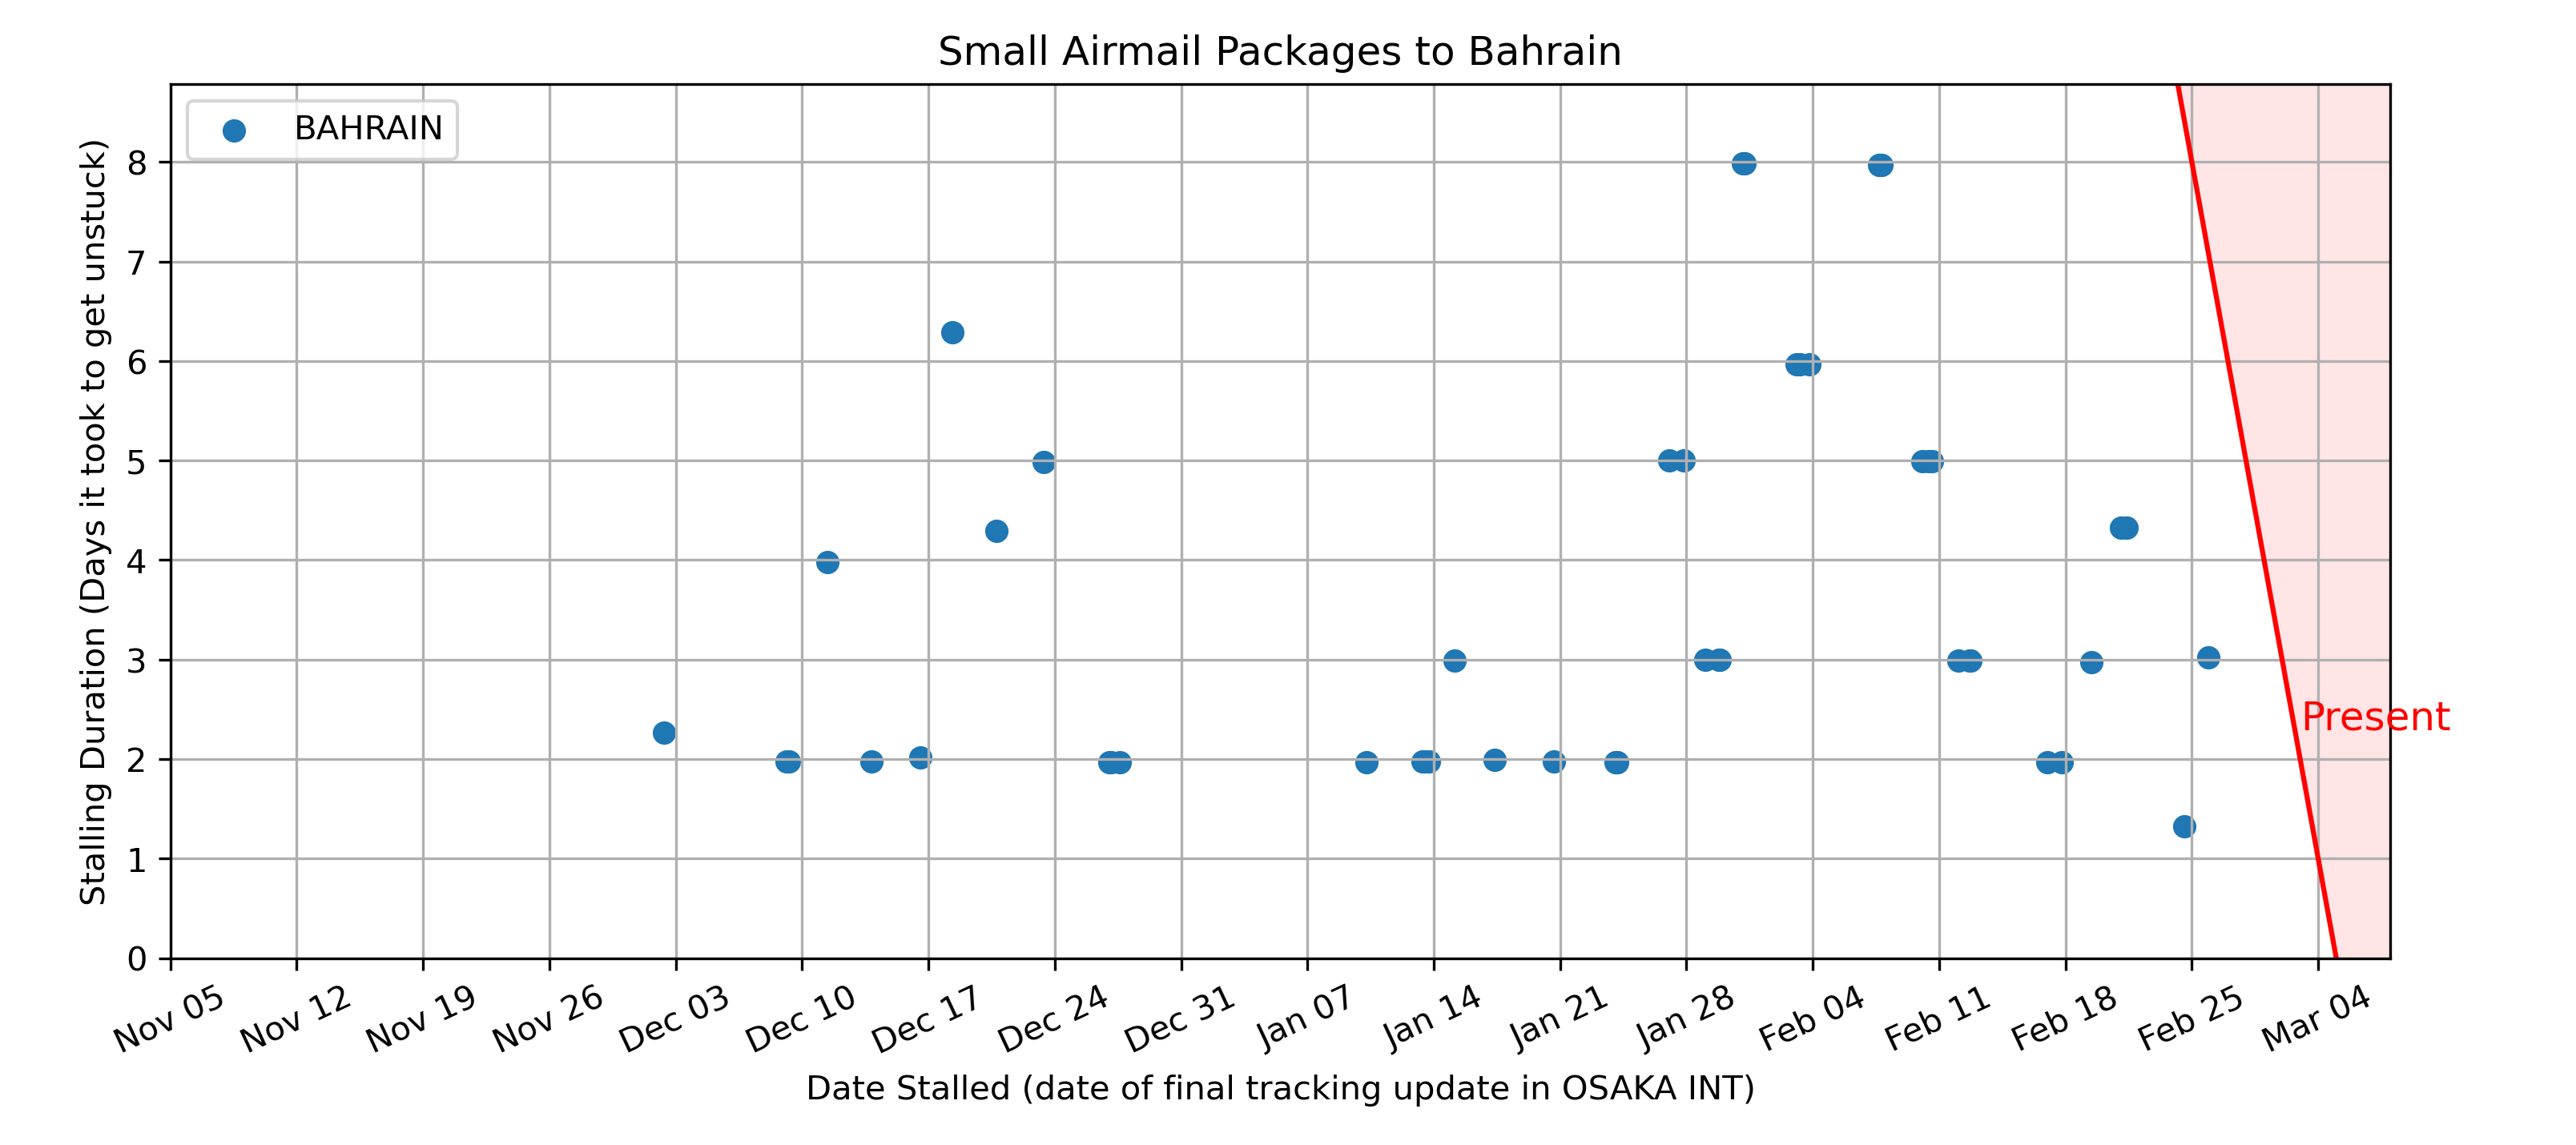 Small Airmail Packages to Bahrain
BAHRAIN
Stalling Duration (Days it took to get unstuck)
8
7
6
5
4
3
2
1
0
Present
Nov 05
Nov 12
Nov 19
Nov 26
Dec 03
Dec 10
Dec 17
Dec 24
Dec 31
Jan 07
Jan 14
Jan 21
Jan 28
Feb 04
Feb 11
Feb 18
Feb 25
Mar 04
Date Stalled (date of final tracking update in OSAKA INT)